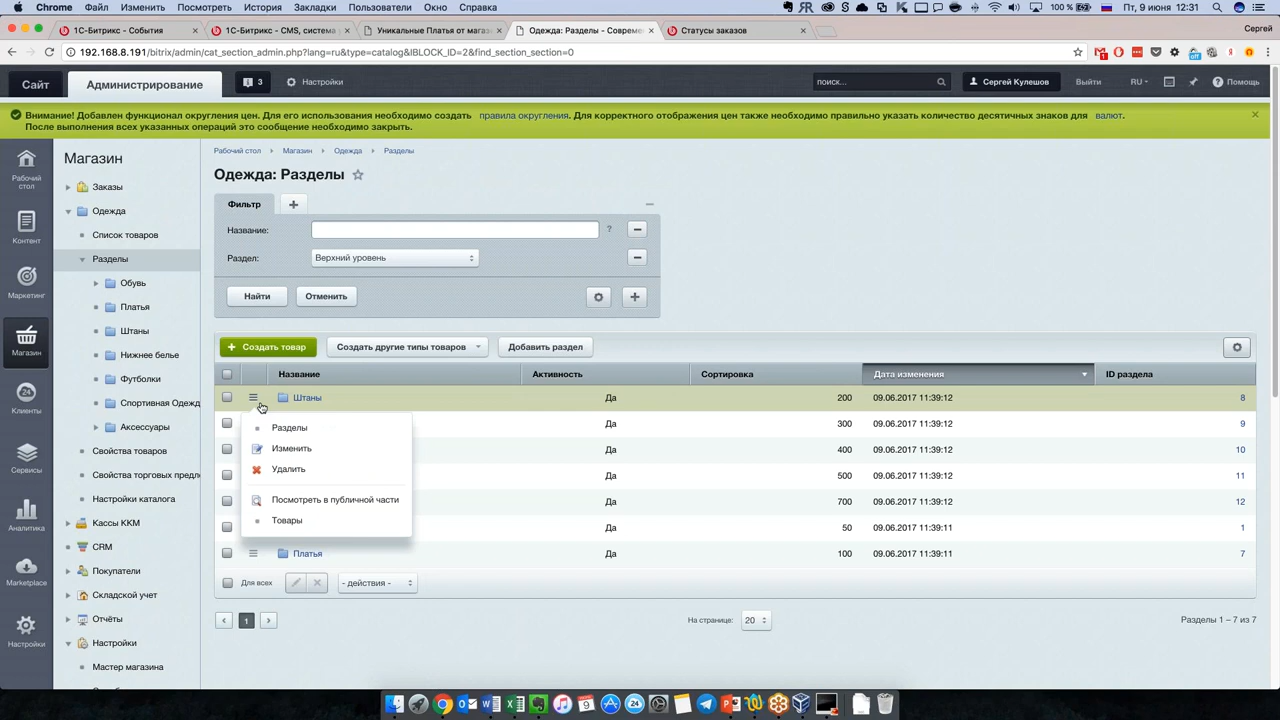 Chrome Файл Изменить Посмотреть История Закладки Пользователи Окно Справка 100 % Пт, 9 июня 12:31
1С-Битрикс - События × 1С-Битрикс - CMS, система у × Уникальные Платья от магаз × Одежда: Разделы - Совреме × Статусы заказов × Сергей
192.168.8.191/bitrix/admin/cat_section_admin.php?lang=ru&type=catalog&IBLOCK_ID=2&find_section_section=0
Сайт Администрирование 3 Настройки поиск... Сергей Кулешов Выйти RU Помощь
Внимание! Добавлен функционал округления цен. Для его использования необходимо создать правила округления. Для корректного отображения цен также необходимо правильно указать количество десятичных знаков для валют.
После выполнения всех указанных операций это сообщение необходимо закрыть.
Рабочий стол
Контент
Маркетинг
Магазин
24
Клиенты
Сервисы
Аналитика
Marketplace
Настройки
Магазин
Заказы
Одежда
Список товаров
Разделы
Обувь
Платья
Штаны
Нижнее белье
Футболки
Спортивная Одежд
Аксессуары
Свойства товаров
Свойства торговых предл
Настройки каталога
Кассы ККМ
CRM
Покупатели
Складской учет
Отчёты
Настройки
Мастер магазина
Рабочий стол Магазин Одежда Разделы
Одежда: Разделы
Фильтр +
Название: ?
Раздел: Верхний уровень
Найти Отменить
+ Создать товар Создать другие типы товаров Добавить раздел
Название Активность Сортировка Дата изменения ID раздела
Штаны Да 200 09.06.2017 11:39:12 8
Да 300 09.06.2017 11:39:12 9
Да 400 09.06.2017 11:39:12 10
Да 500 09.06.2017 11:39:12 11
Да 700 09.06.2017 11:39:12 12
Да 50 09.06.2017 11:39:11 1
Платья Да 100 09.06.2017 11:39:11 7
Разделы
Изменить
Удалить
Посмотреть в публичной части
Товары
Для всех - действия -
1 На странице: 20 Разделы 1 – 7 из 7